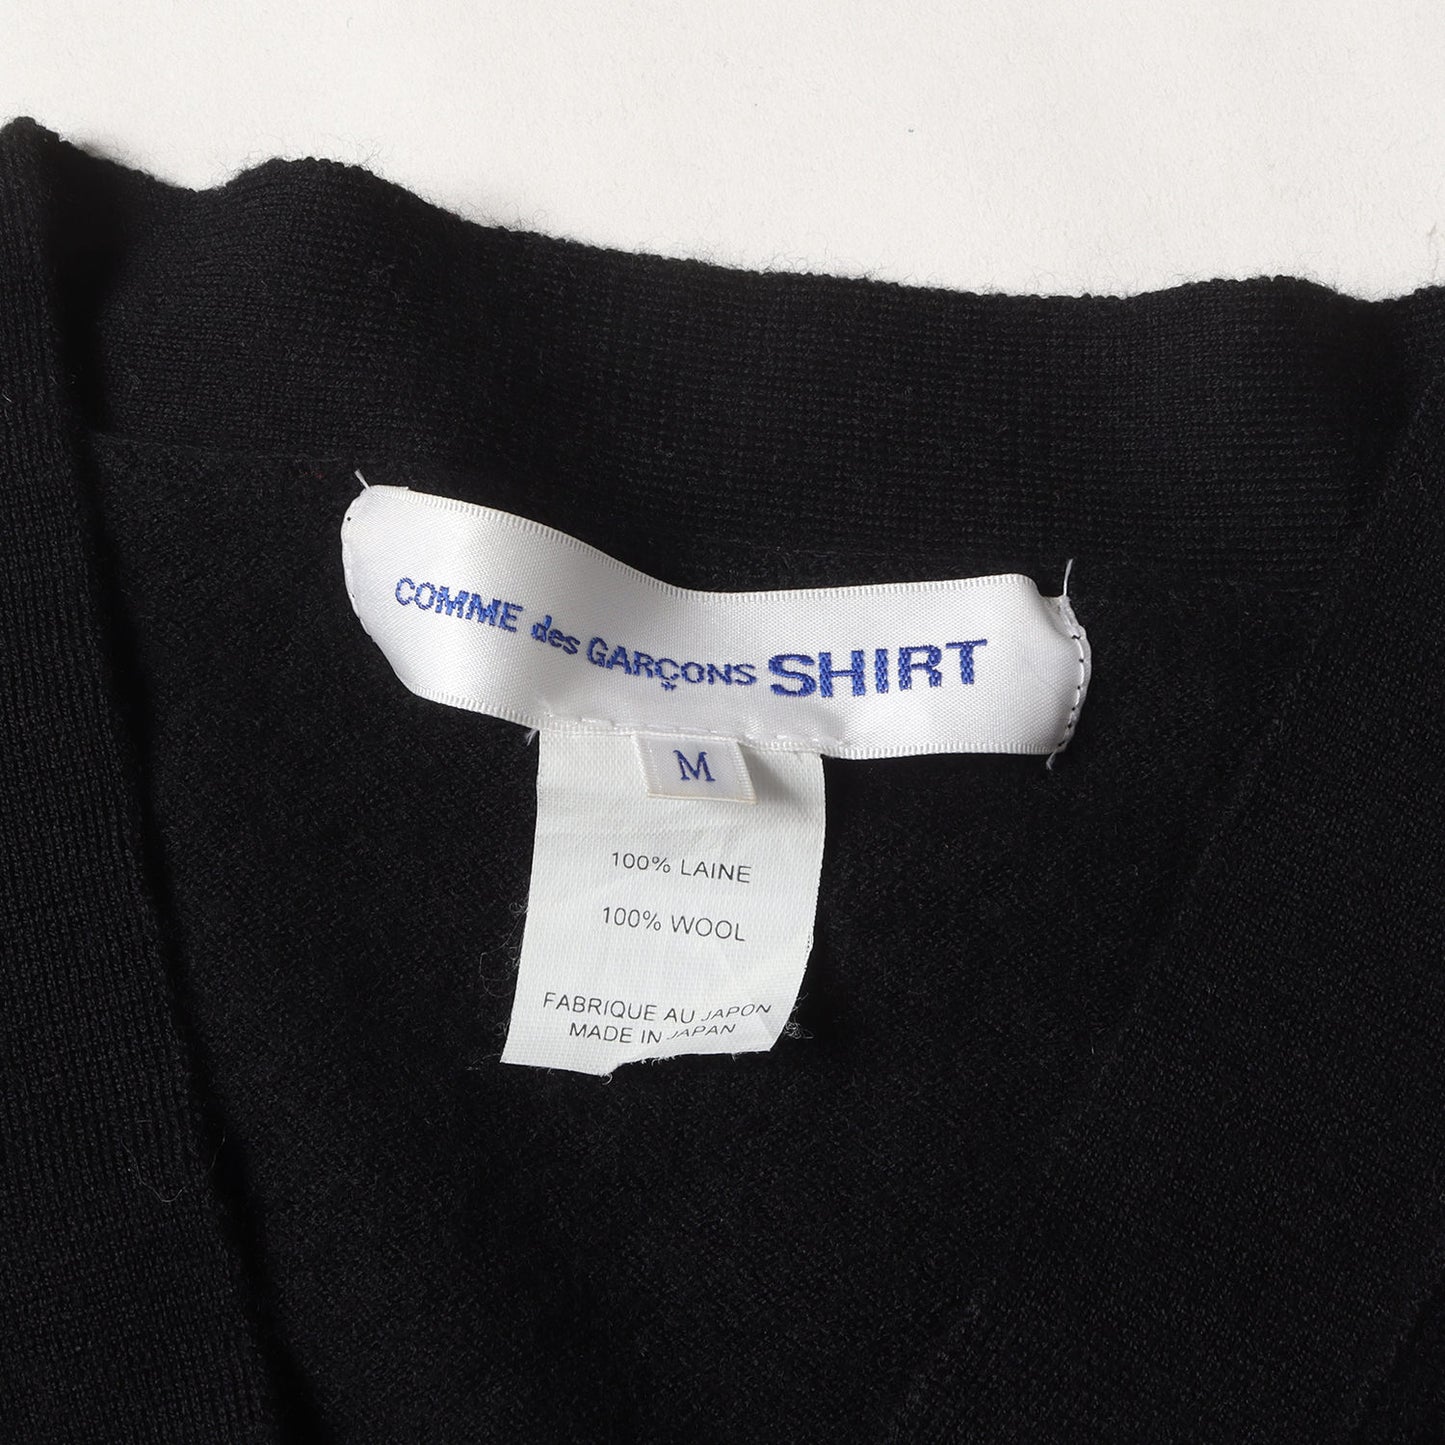 COMME des GARÇONS SHIRT
M
100% LAINE
100% WOOL
FABRIQUE AU JAPON
MADE IN JAPAN